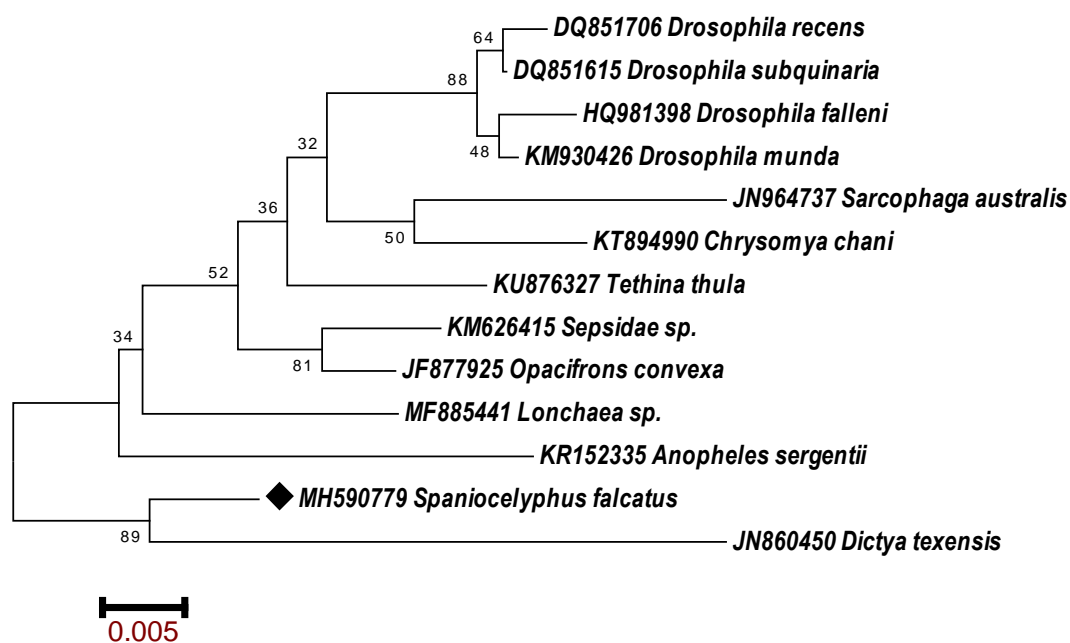 64
DQ851706 Drosophila recens
DQ851615 Drosophila subquinaria
88
HQ981398 Drosophila falleni
48
KM930426 Drosophila munda
32
JN964737 Sarcophaga australis
50
KT894990 Chrysomya chani
36
KU876327 Tethina thula
52
KM626415 Sepsidae sp.
81
JF877925 Opacifrons convexa
34
MF885441 Lonchaea sp.
KR152335 Anopheles sergentii
MH590779 Spaniocelyphus falcatus
89
JN860450 Dictya texensis
0.005